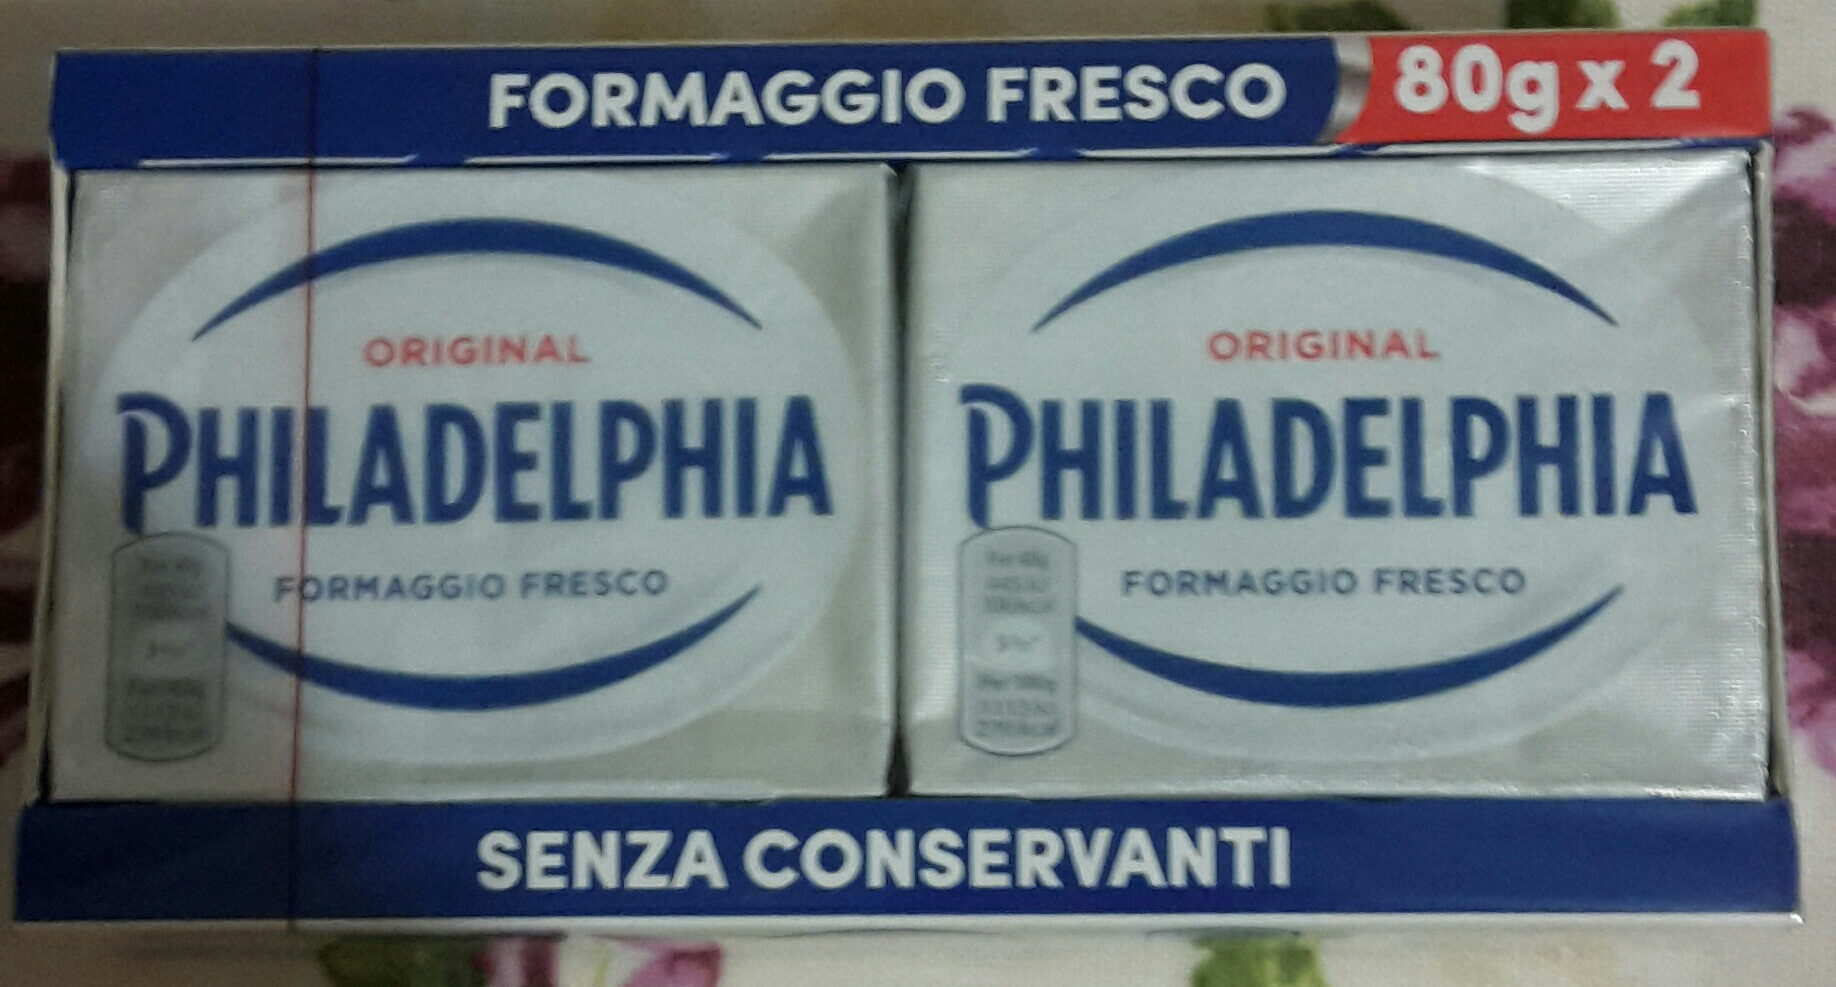 FORMAGGIO FRESCO 80g x 2
ORIGINAL
PHILADELPHIA
FORMAGGIO FRESCO
ORIGINAL
PHILADELPHIA
FORMAGGIO FRESCO
SENZA CONSERVANTI